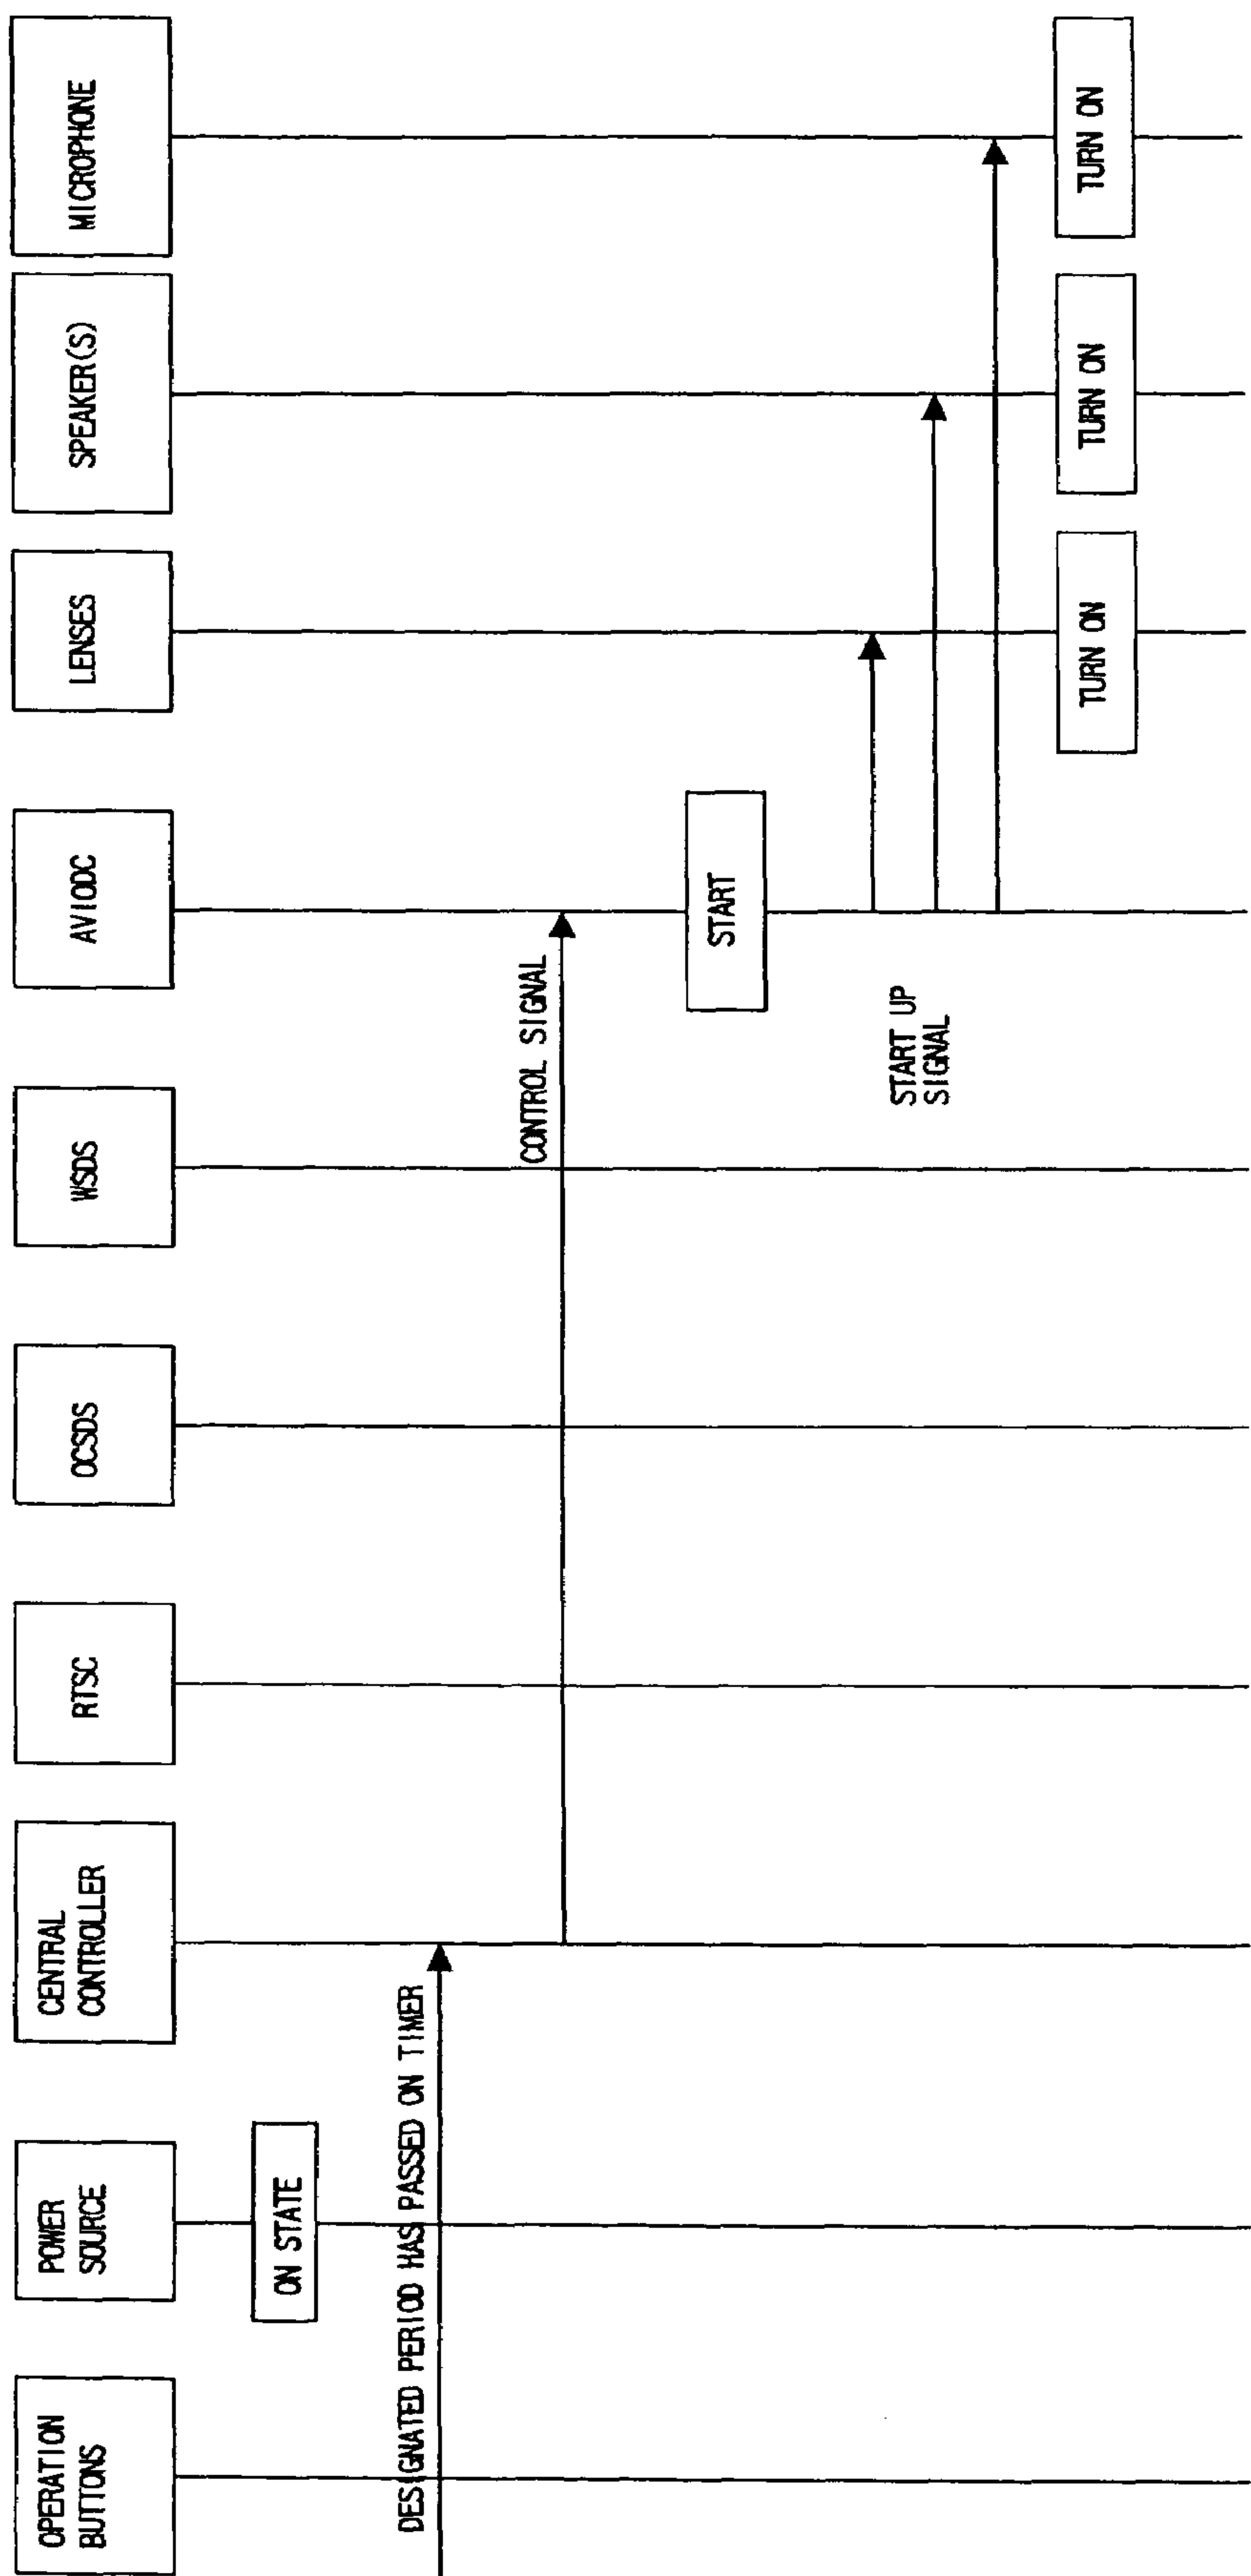 OPERATION
BUTTONS
POWER
SOURCE
CENTRAL
CONTROLLER
RTSC
OCSDS
WSDS
AVIODC
LENSES
SPEAKER(S)
MICROPHONE
ON STATE
DESIGNATED PERIOD HAS PASSED ON TIMER
CONTROL SIGNAL
START
START UP
SIGNAL
TURN ON
TURN ON
TURN ON